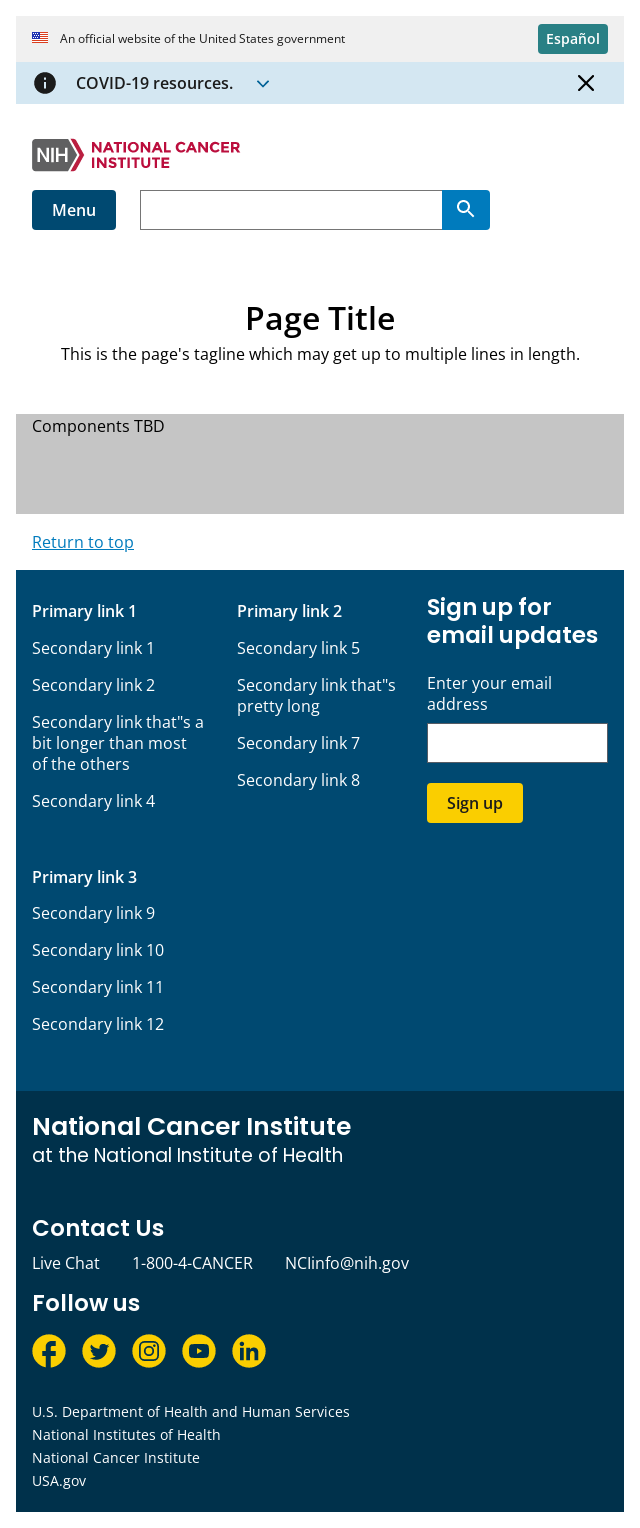 An official website of the United States government
Español
COVID-19 resources.
NIH
NATIONAL CANCER
INSTITUTE
Menu
Page Title
This is the page's tagline which may get up to multiple lines in length.
Components TBD
Return to top
Primary link 1
Secondary link 1
Secondary link 2
Secondary link that"s a
bit longer than most
of the others
Secondary link 4
Primary link 2
Secondary link 5
Secondary link that"s
pretty long
Secondary link 7
Secondary link 8
Sign up for
email updates
Enter your email
address
Sign up
Primary link 3
Secondary link 9
Secondary link 10
Secondary link 11
Secondary link 12
National Cancer Institute
at the National Institute of Health
Contact Us
Live Chat 1-800-4-CANCER NCIinfo@nih.gov
Follow us
U.S. Department of Health and Human Services
National Institutes of Health
National Cancer Institute
USA.gov